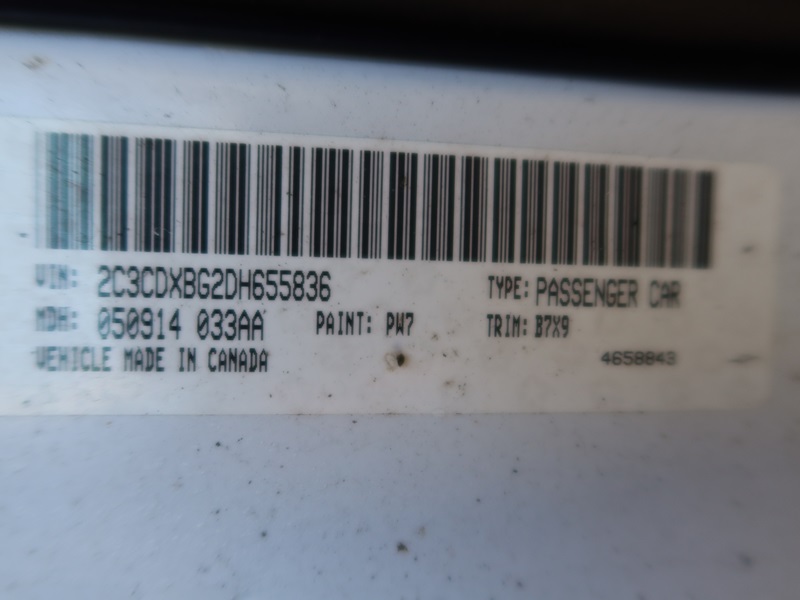 VIN: 2C3CDXBG2DH655836 TYPE: PASSENGER CAR
MDH: 050914 033AA PAINT: PW7 TRIM: B7X9
VEHICLE MADE IN CANADA 4658843